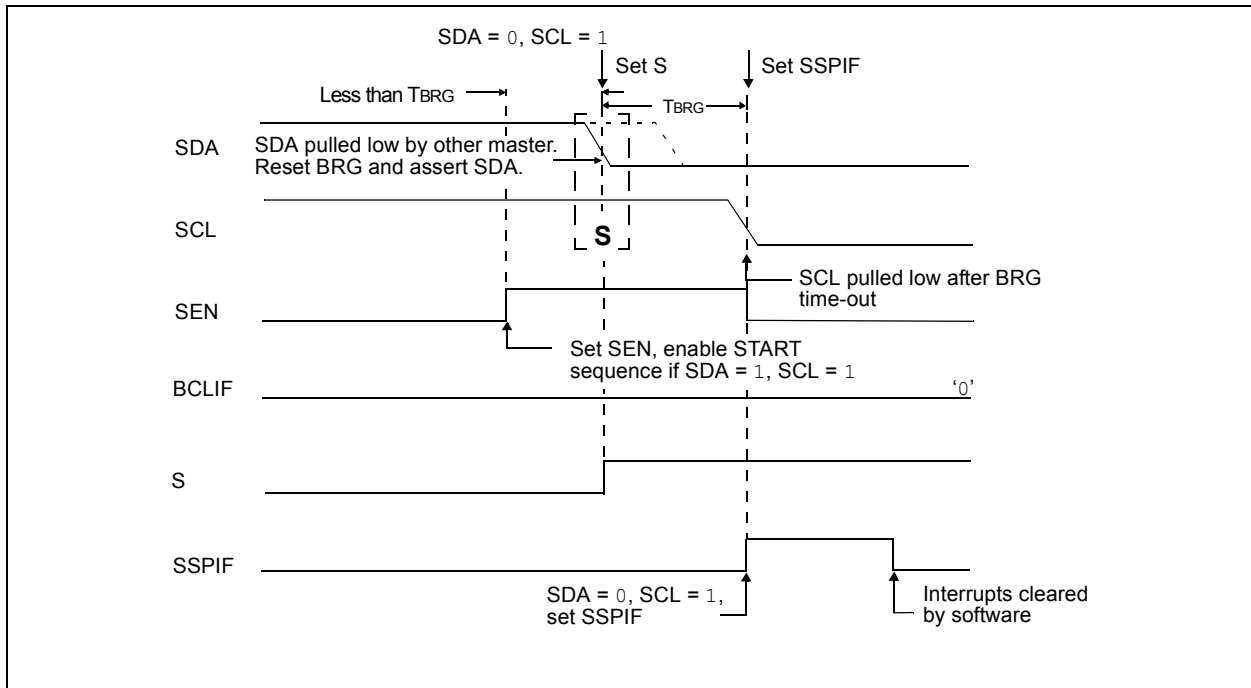 SDA = 0, SCL = 1
Set S
Set SSPIF
Less than TBRG
TBRG
SDA
SDA pulled low by other master.
Reset BRG and assert SDA.
SCL
S
SCL pulled low after BRG
time-out
SEN
Set SEN, enable START
sequence if SDA = 1, SCL = 1
BCLIF
‘0’
S
SSPIF
SDA = 0, SCL = 1,
set SSPIF
Interrupts cleared
by software